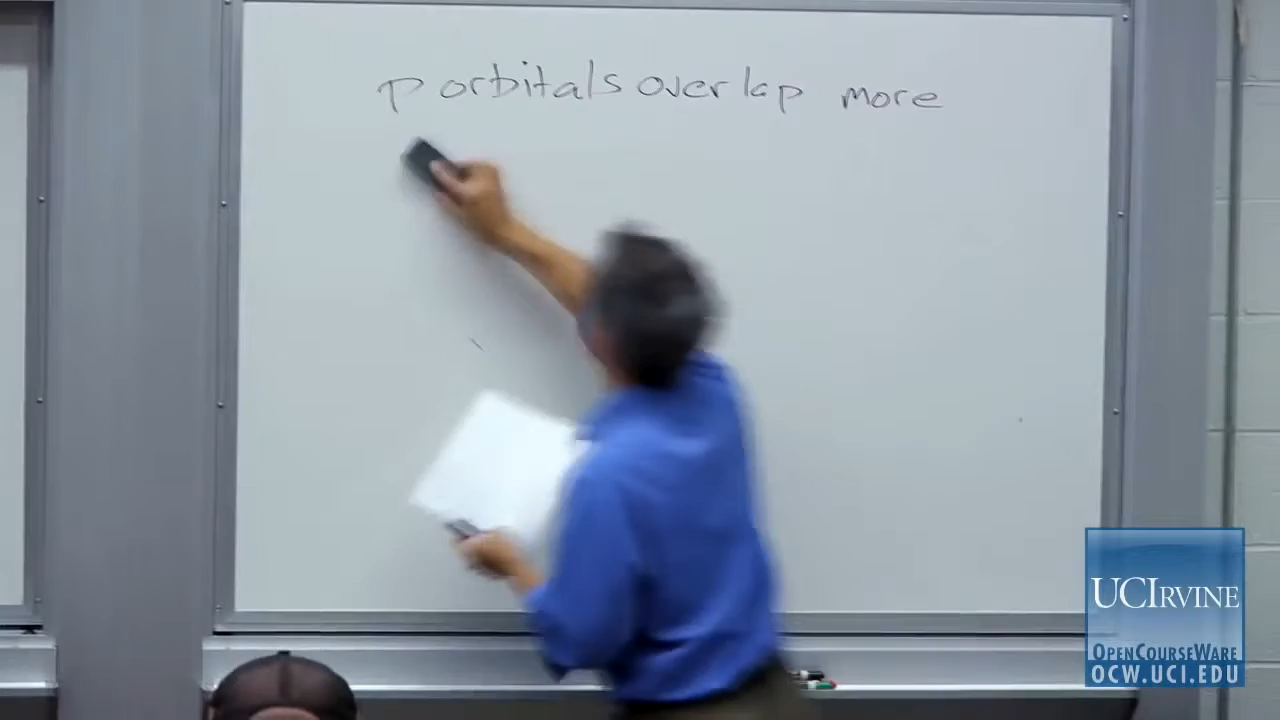 p orbitals overlap more
UCIRVINE
OPENCOURSEWARE
OCW.UCI.EDU